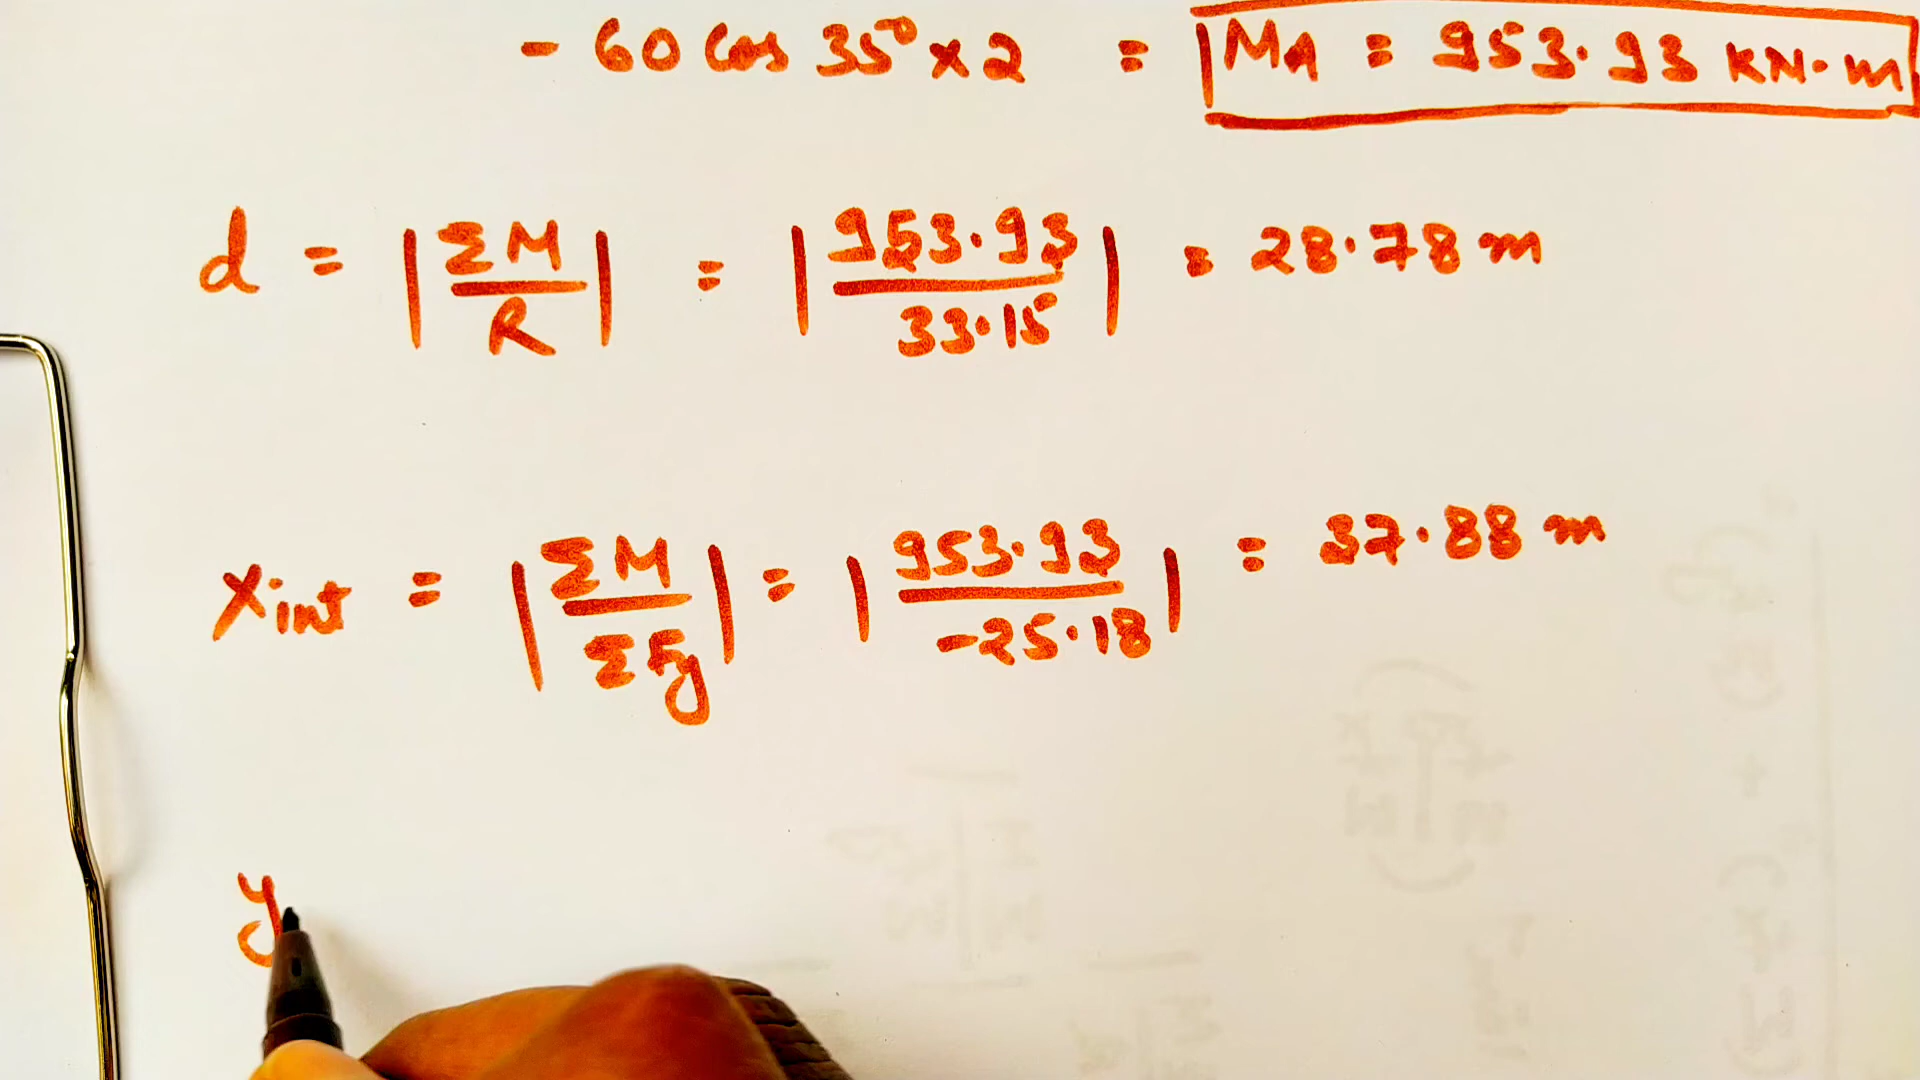 - 60 cos 35° × 2 = MA = 953.93 KN.m
d = |ΣM/R| = |953.93/33.15| = 28.78 m
xint = |ΣM/ΣFy| = |953.93/-25.18| = 37.88 m
y